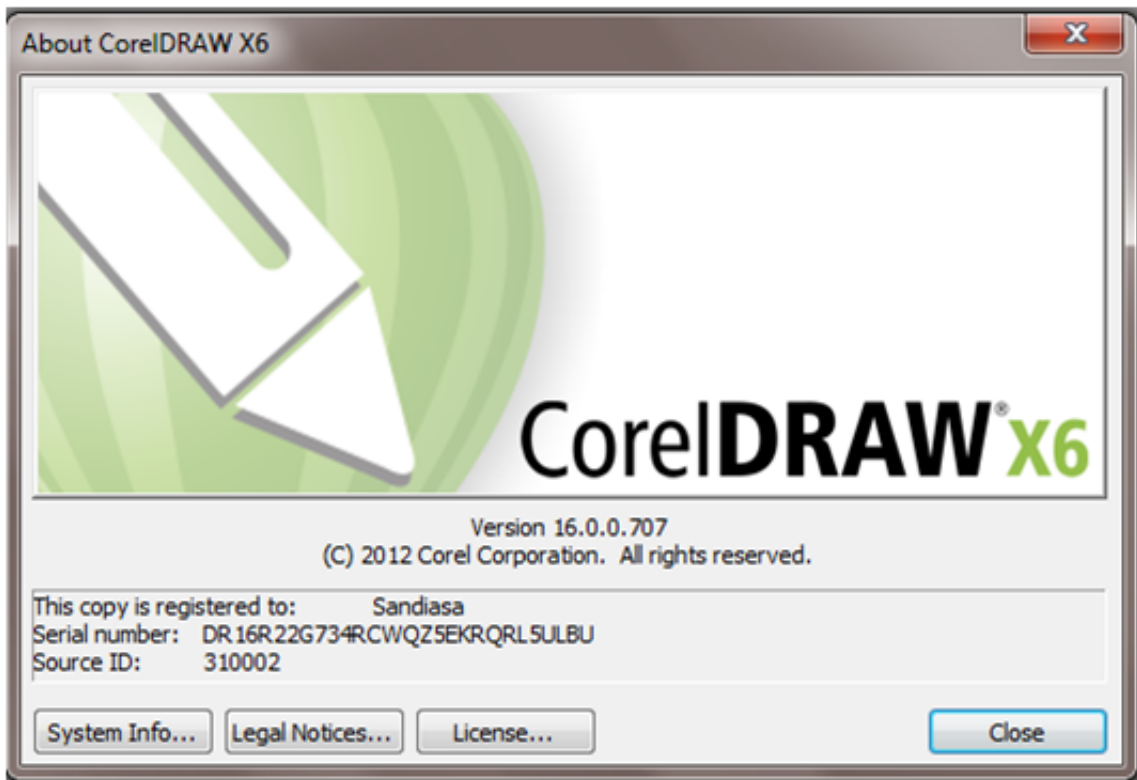 About CorelDRAW X6
CorelDRAW® X6
Version 16.0.0.707
(C) 2012 Corel Corporation. All rights reserved.
This copy is registered to: Sandiasa
Serial number: DR16R22G734RCWQZ5EKRQRL5ULBU
Source ID: 310002
System Info... Legal Notices... License... Close